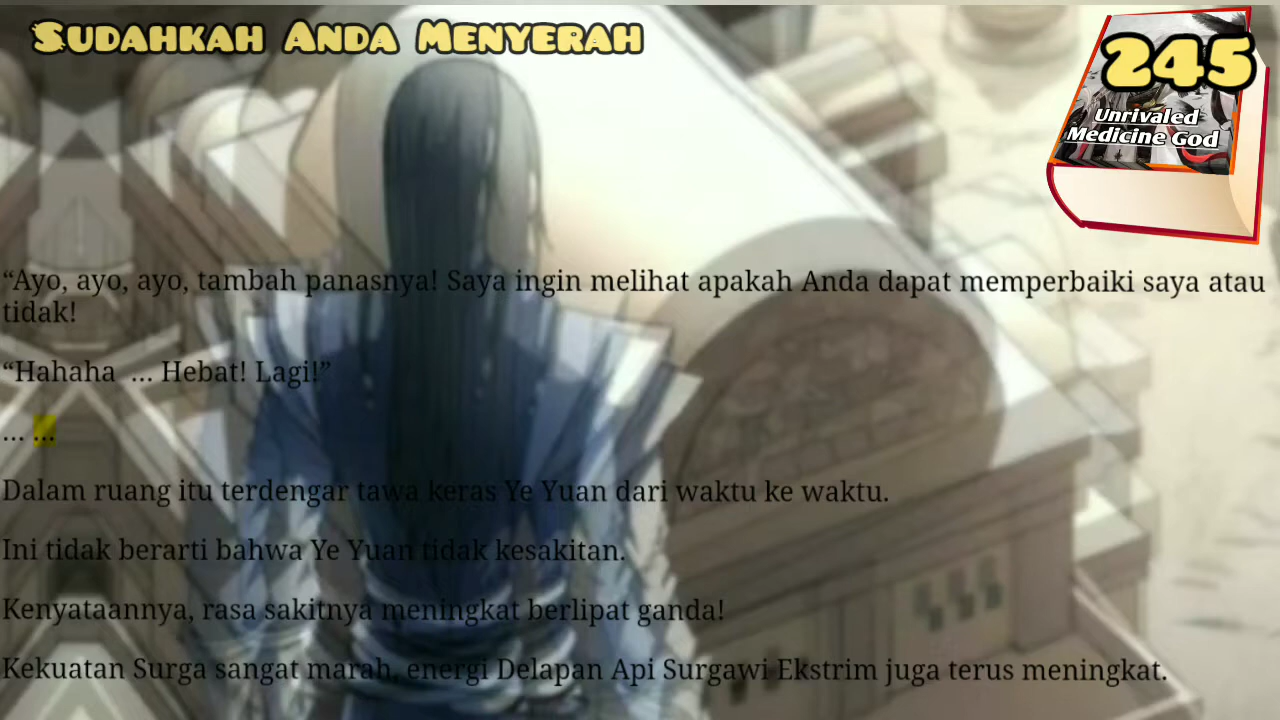 Sudahkah Anda Menyerah
245
Unrivaled
Medicine God
“Ayo, ayo, ayo, tambah panasnya! Saya ingin melihat apakah Anda dapat memperbaiki saya atau
tidak!
“Hahaha … Hebat! Lagi!”
… …
Dalam ruang itu terdengar tawa keras Ye Yuan dari waktu ke waktu.
Ini tidak berarti bahwa Ye Yuan tidak kesakitan.
Kenyataannya, rasa sakitnya meningkat berlipat ganda!
Kekuatan Surga sangat marah, energi Delapan Api Surgawi Ekstrim juga terus meningkat.